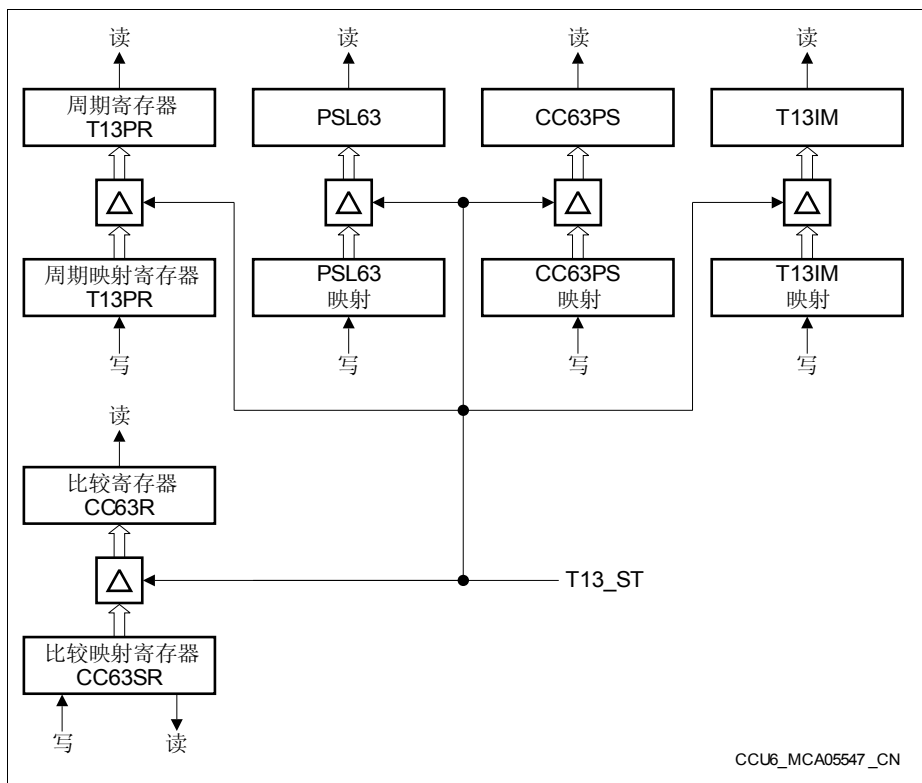 读
读
读
读
周期寄存器
T13PR
PSL63
CC63PS
T13IM
周期映射寄存器
T13PR
PSL63
映射
CC63PS
映射
T13IM
映射
写
写
写
写
读
比较寄存器
CC63R
T13_ST
比较映射寄存器
CC63SR
写
读
CCU6_MCA05547_CN